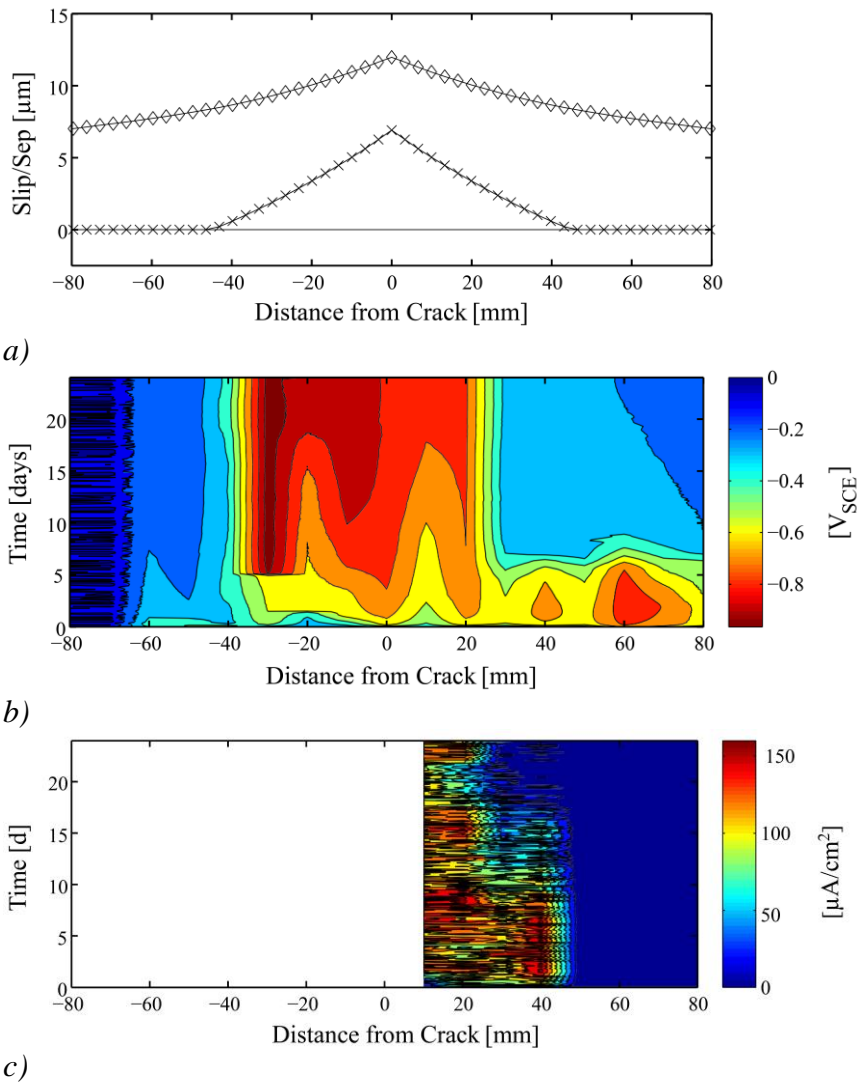 15
10
5
0
Slip/Sep [µm]
−80 −60 −40 −20 0 20 40 60 80
Distance from Crack [mm]
a)
20
15
10
5
0
Time [days]
−80 −60 −40 −20 0 20 40 60 80
Distance from Crack [mm]
0
−0.2
−0.4
−0.6
−0.8
[V_SCE]
b)
20
15
10
5
0
Time [d]
−80 −60 −40 −20 0 20 40 60 80
Distance from Crack [mm]
150
100
50
0
[µA/cm²]
c)